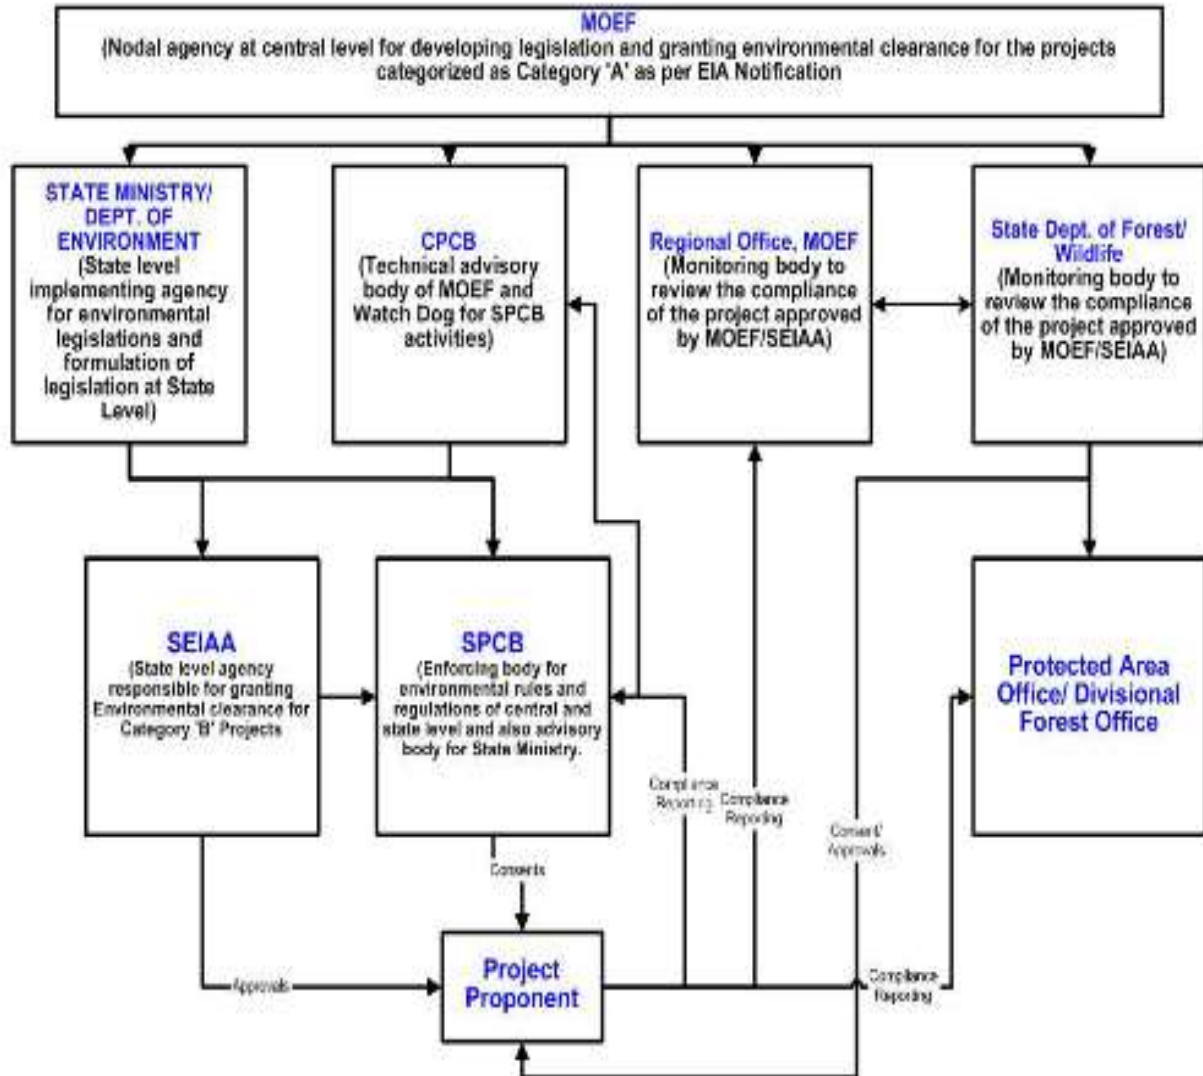 MOEF
(Nodal agency at central level for developing legislation and granting environmental clearance for the projects
categorized as Category 'A' as per EIA Notification
STATE MINISTRY/
DEPT. OF
ENVIRONMENT
(State level
implementing agency
for environmental
legislations and
formulation of
legislation at State
Level)
CPCB
(Technical advisory
body of MOEF and
Watch Dog for SPCB
activities)
Regional Office, MOEF
(Monitoring body to
review the compliance
of the project approved
by MOEF/SEIAA)
State Dept. of Forest/
Wildlife
(Monitoring body to
review the compliance
of the project approved
by MOEF/SEIAA)
SEIAA
(State level agency
responsible for granting
Environmental clearance for
Category 'B' Projects
SPCB
(Enforcing body for
environmental rules and
regulations of central and
state level and also advisory
body for State Ministry.
Protected Area
Office/ Divisional
Forest Office
Compliance
Reporting
Compliance
Reporting
Consent/
Approvals
Consents
Approvals
Project
Proponent
Compliance
Reporting